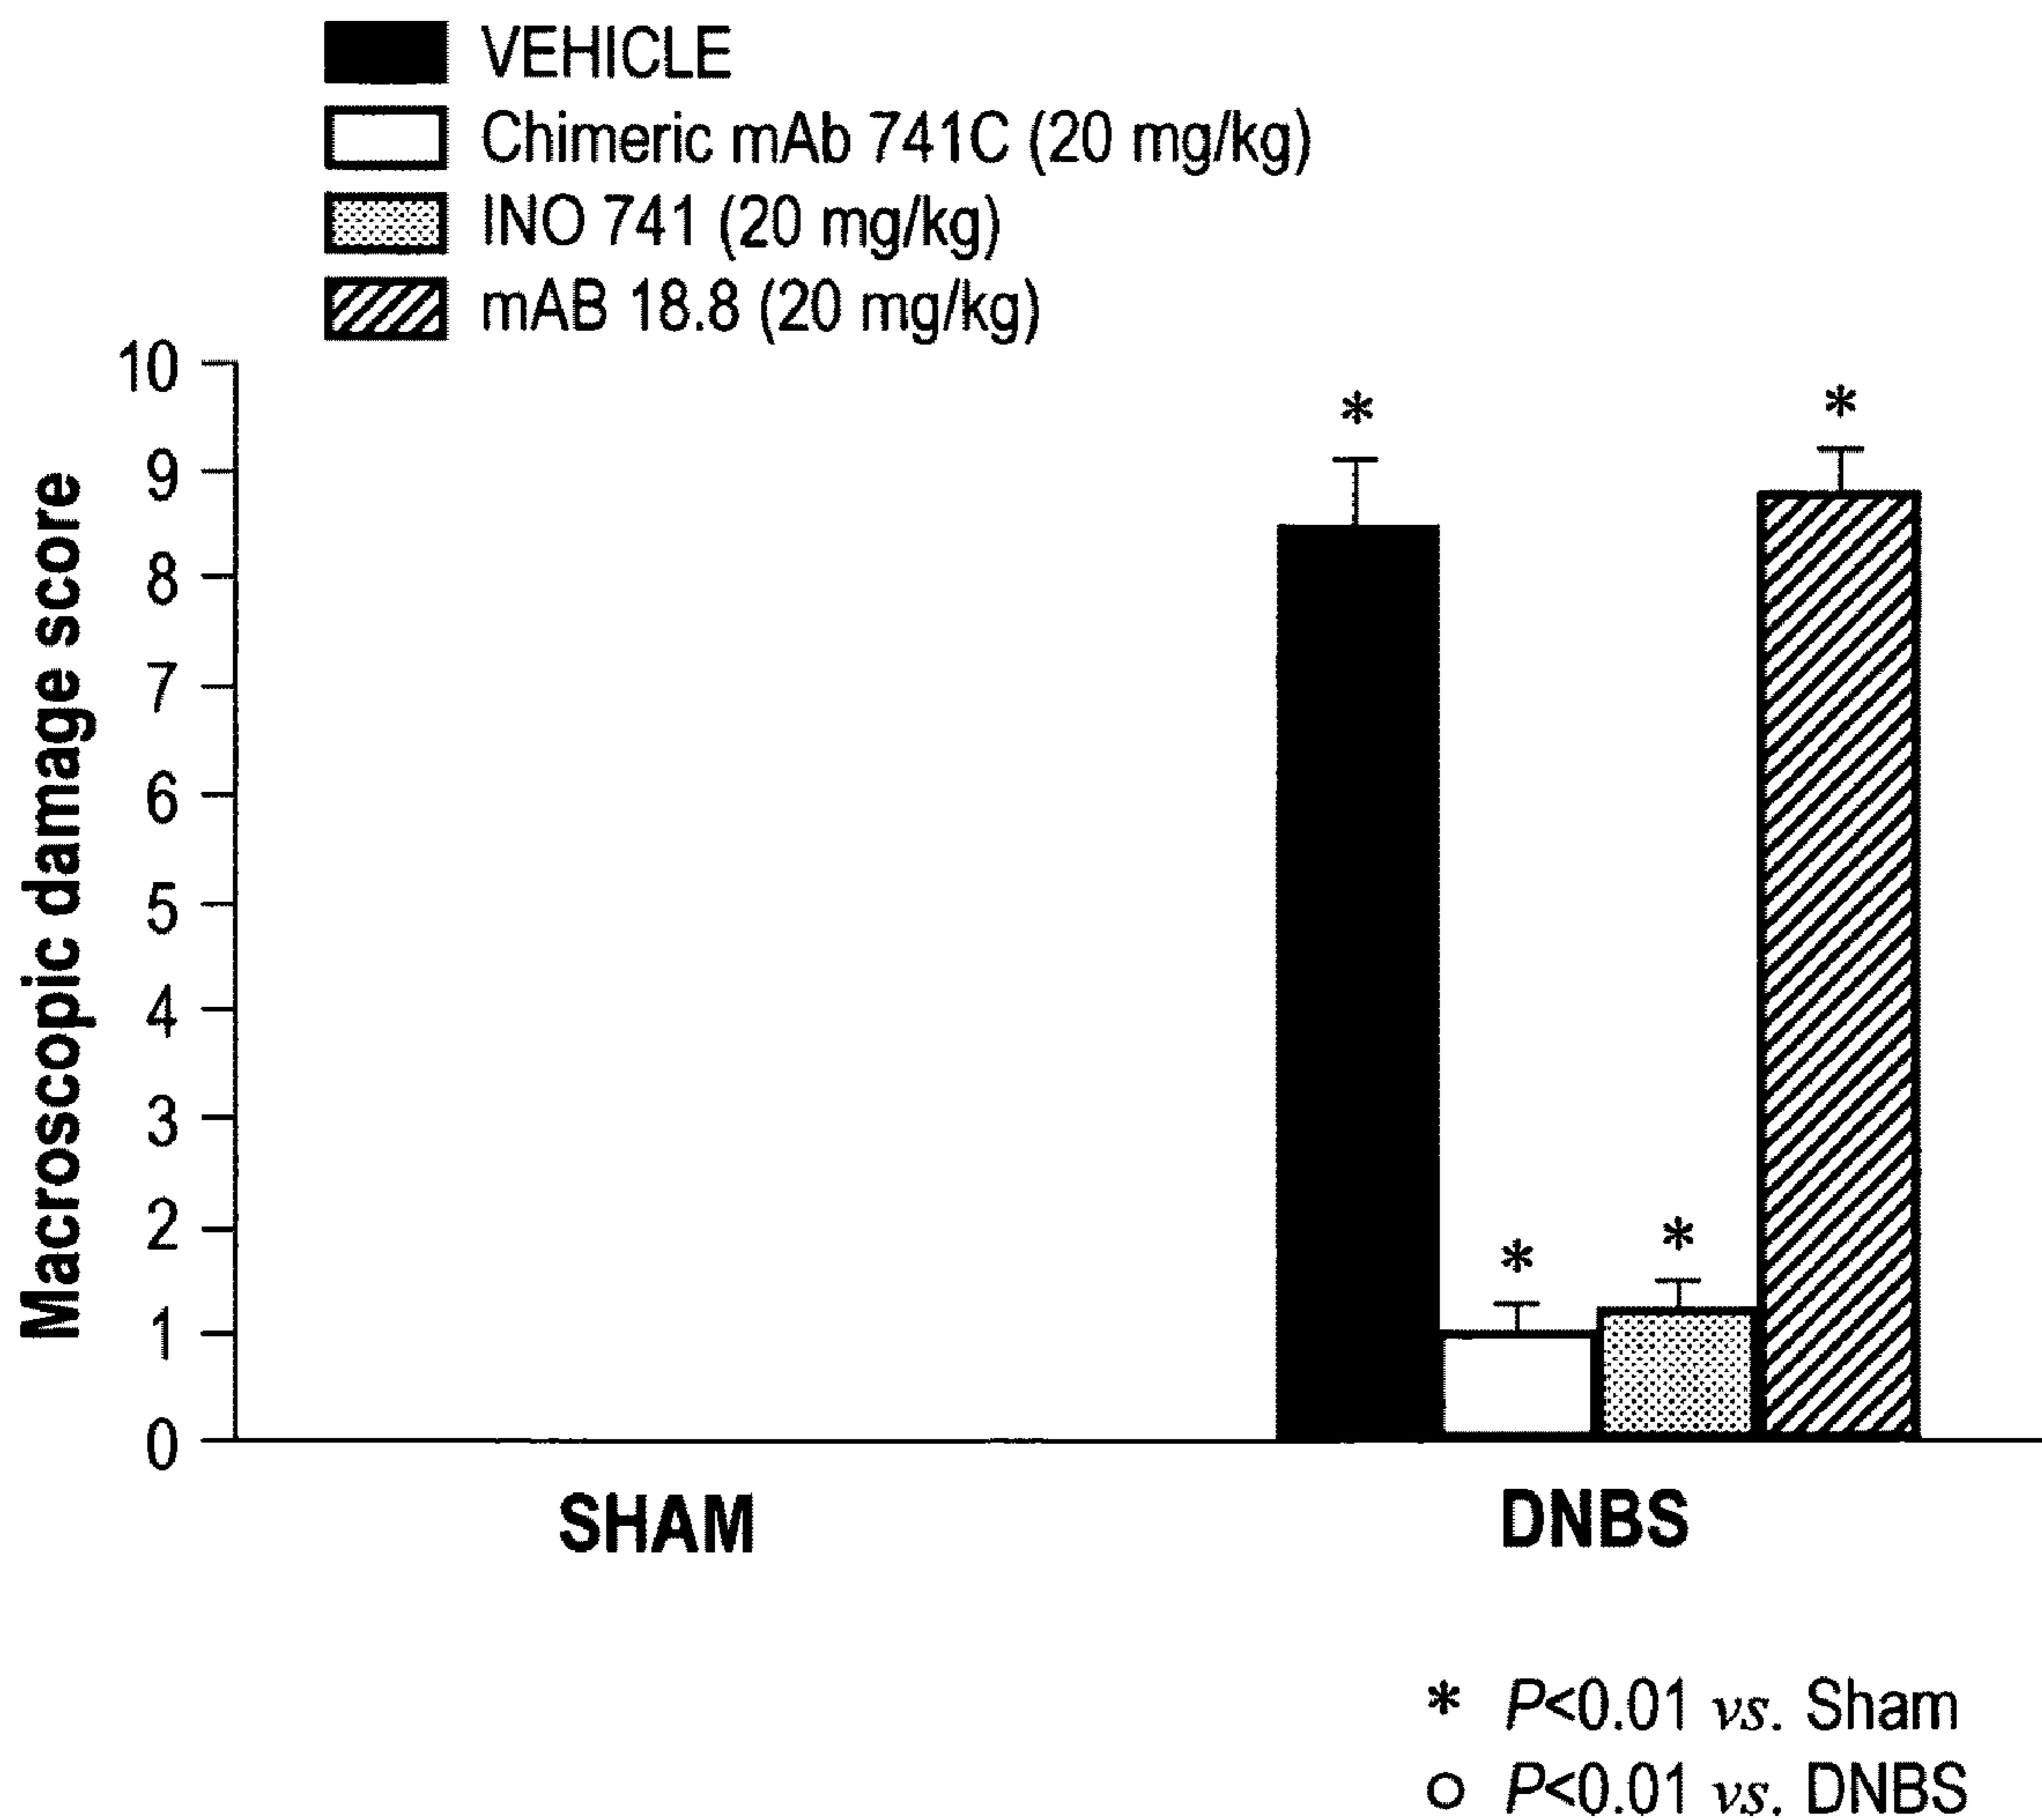 VEHICLE
Chimeric mAb 741C (20 mg/kg)
INO 741 (20 mg/kg)
mAB 18.8 (20 mg/kg)
Macroscopic damage score
10
9
8
7
6
5
4
3
2
1
0
*
*
*
*
SHAM
DNBS
* P<0.01 vs. Sham
○ P<0.01 vs. DNBS